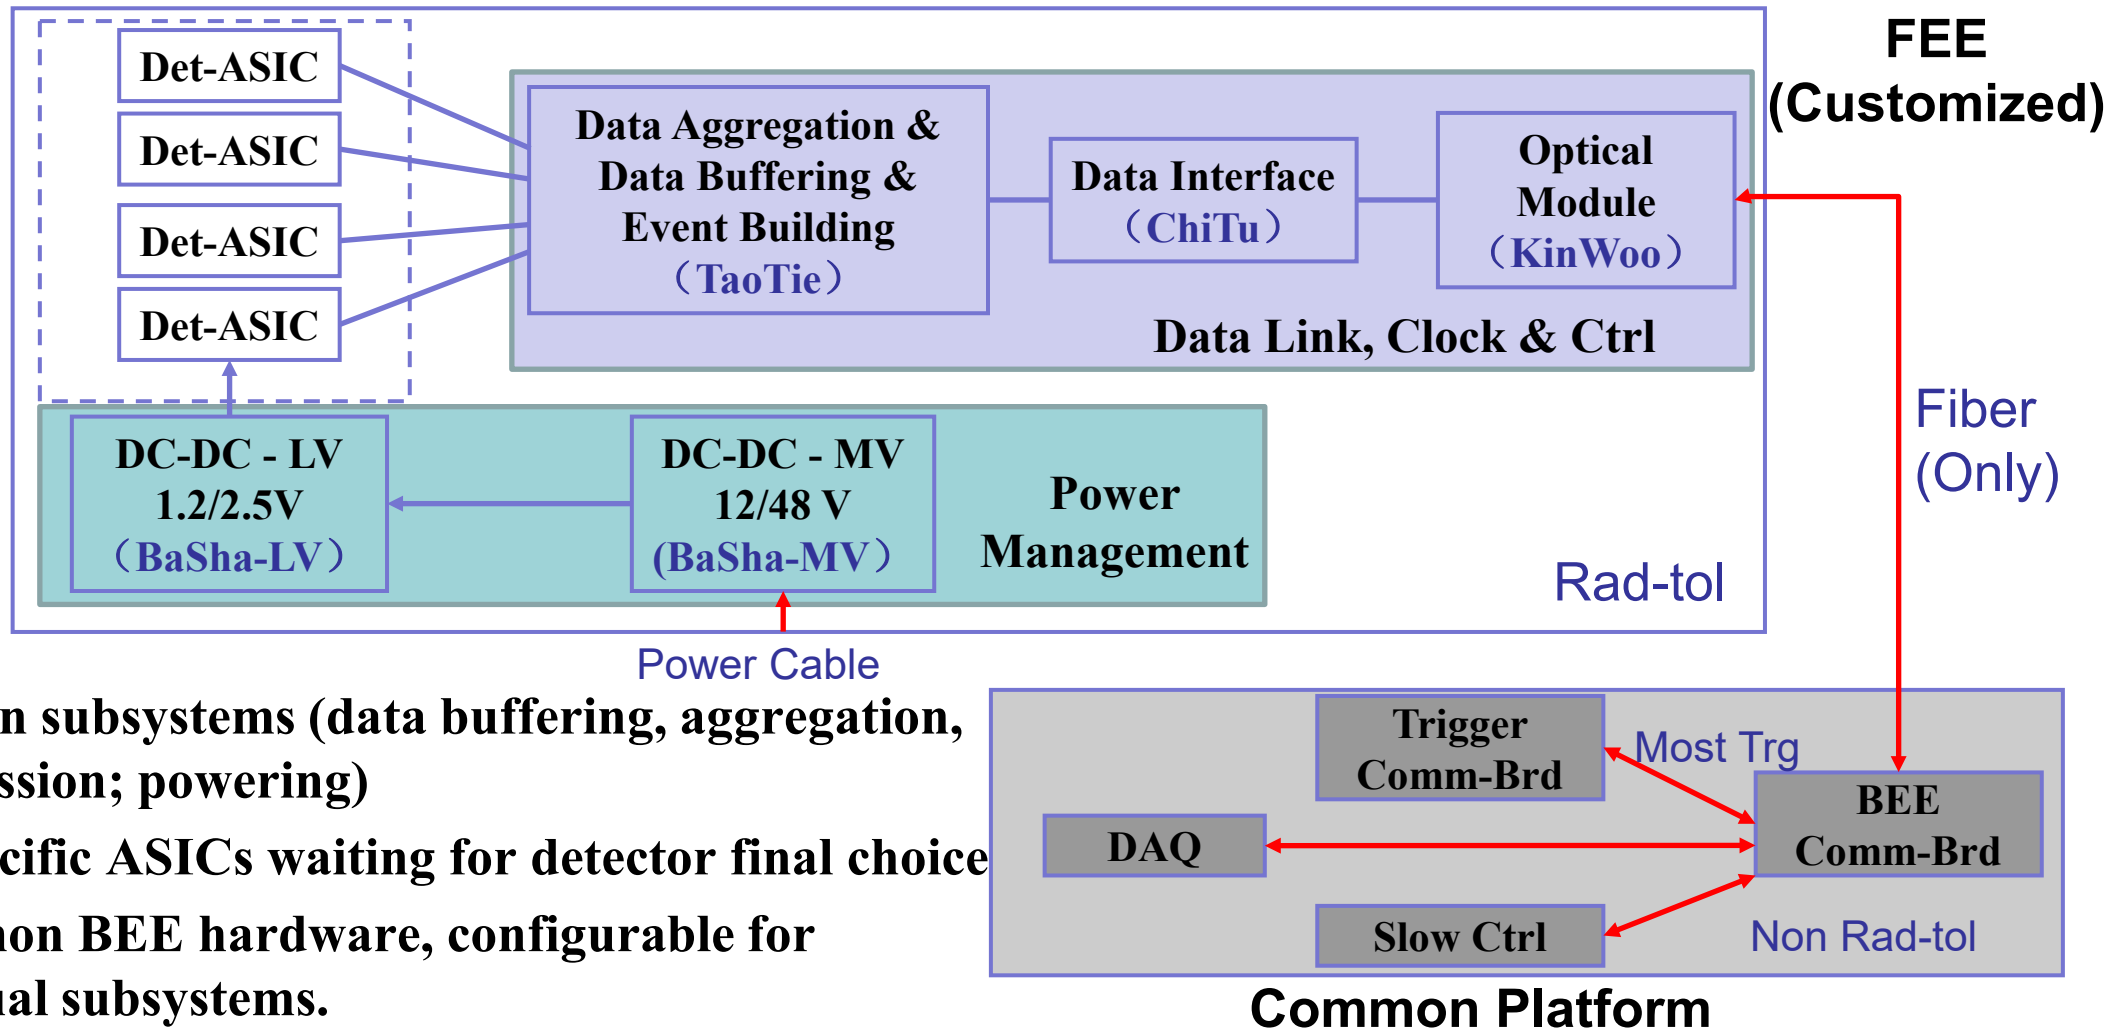 Det-ASIC
Det-ASIC
Det-ASIC
Det-ASIC
Data Aggregation &
Data Buffering &
Event Building
（TaoTie）
Data Interface
（ChiTu）
Optical
Module
（KinWoo）
Data Link, Clock & Ctrl
FEE
(Customized)
DC-DC - LV
1.2/2.5V
（BaSha-LV）
DC-DC - MV
12/48 V
(BaSha-MV）
Power
Management
Rad-tol
Fiber
(Only)
Power Cable
n subsystems (data buffering, aggregation,
ssion; powering)
cific ASICs waiting for detector final choice
non BEE hardware, configurable for
ual subsystems.
Trigger
Comm-Brd
Most Trg
DAQ
BEE
Comm-Brd
Slow Ctrl
Non Rad-tol
Common Platform